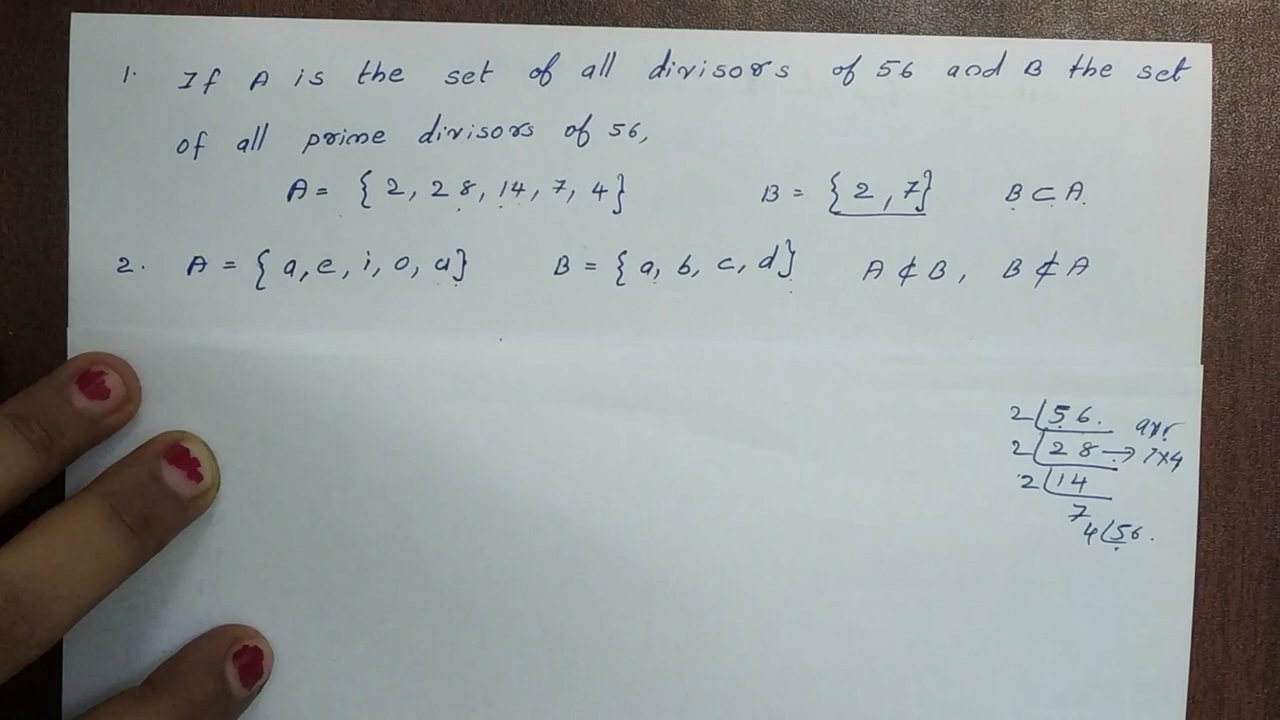 1. If A is the set of all divisors of 56 and B the set
of all prime divisors of 56,
A = { 2, 28, 14, 7, 4 } B = { 2, 7 } B ⊂ A.
2. A = { a, e, i, o, u } B = { a, b, c, d } A ⊄ B, B ⊄ A
2 56.
2 28 → 7×4
2 14
7
4 56.